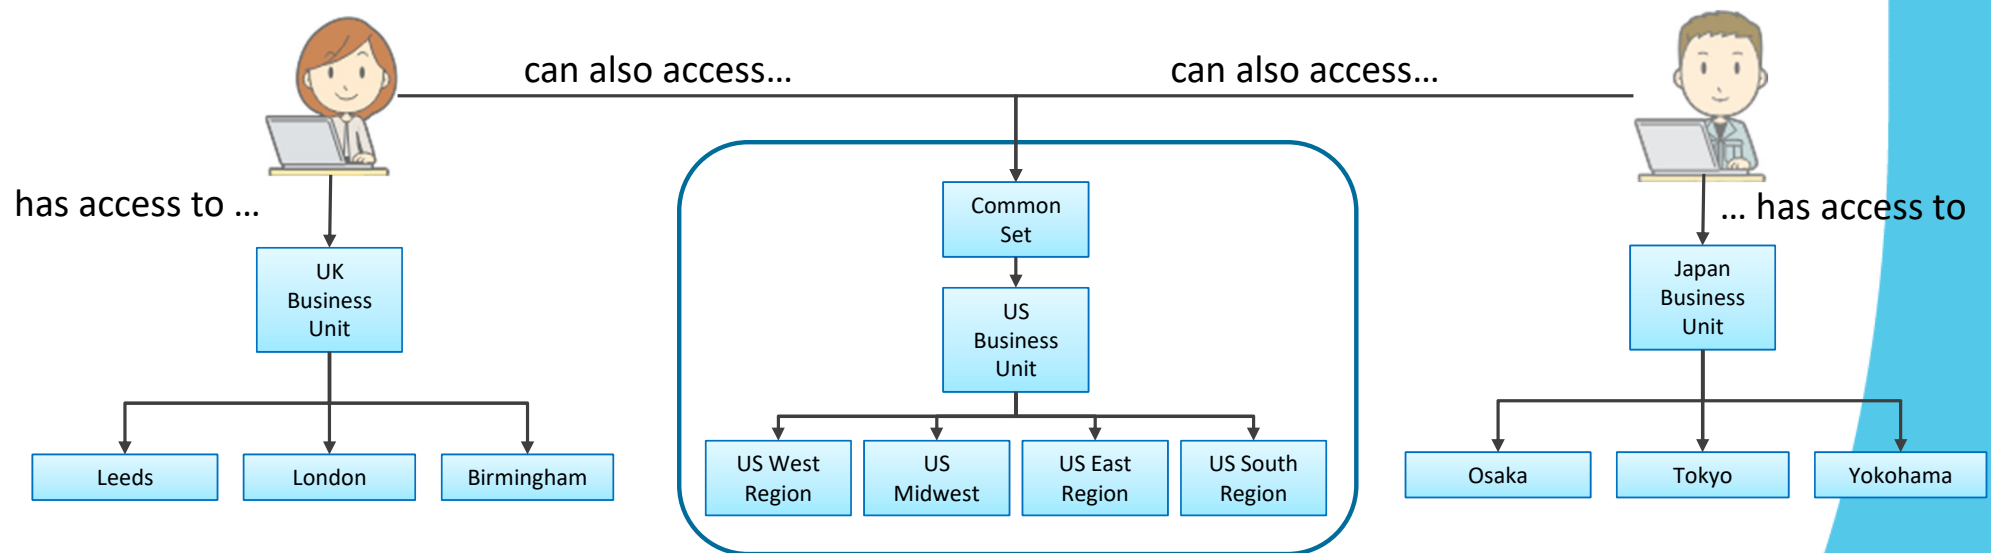 can also access…
can also access…
has access to …
… has access to
UK
Business
Unit
Common
Set
US
Business
Unit
Japan
Business
Unit
Leeds
London
Birmingham
US West
Region
US
Midwest
US East
Region
US South
Region
Osaka
Tokyo
Yokohama